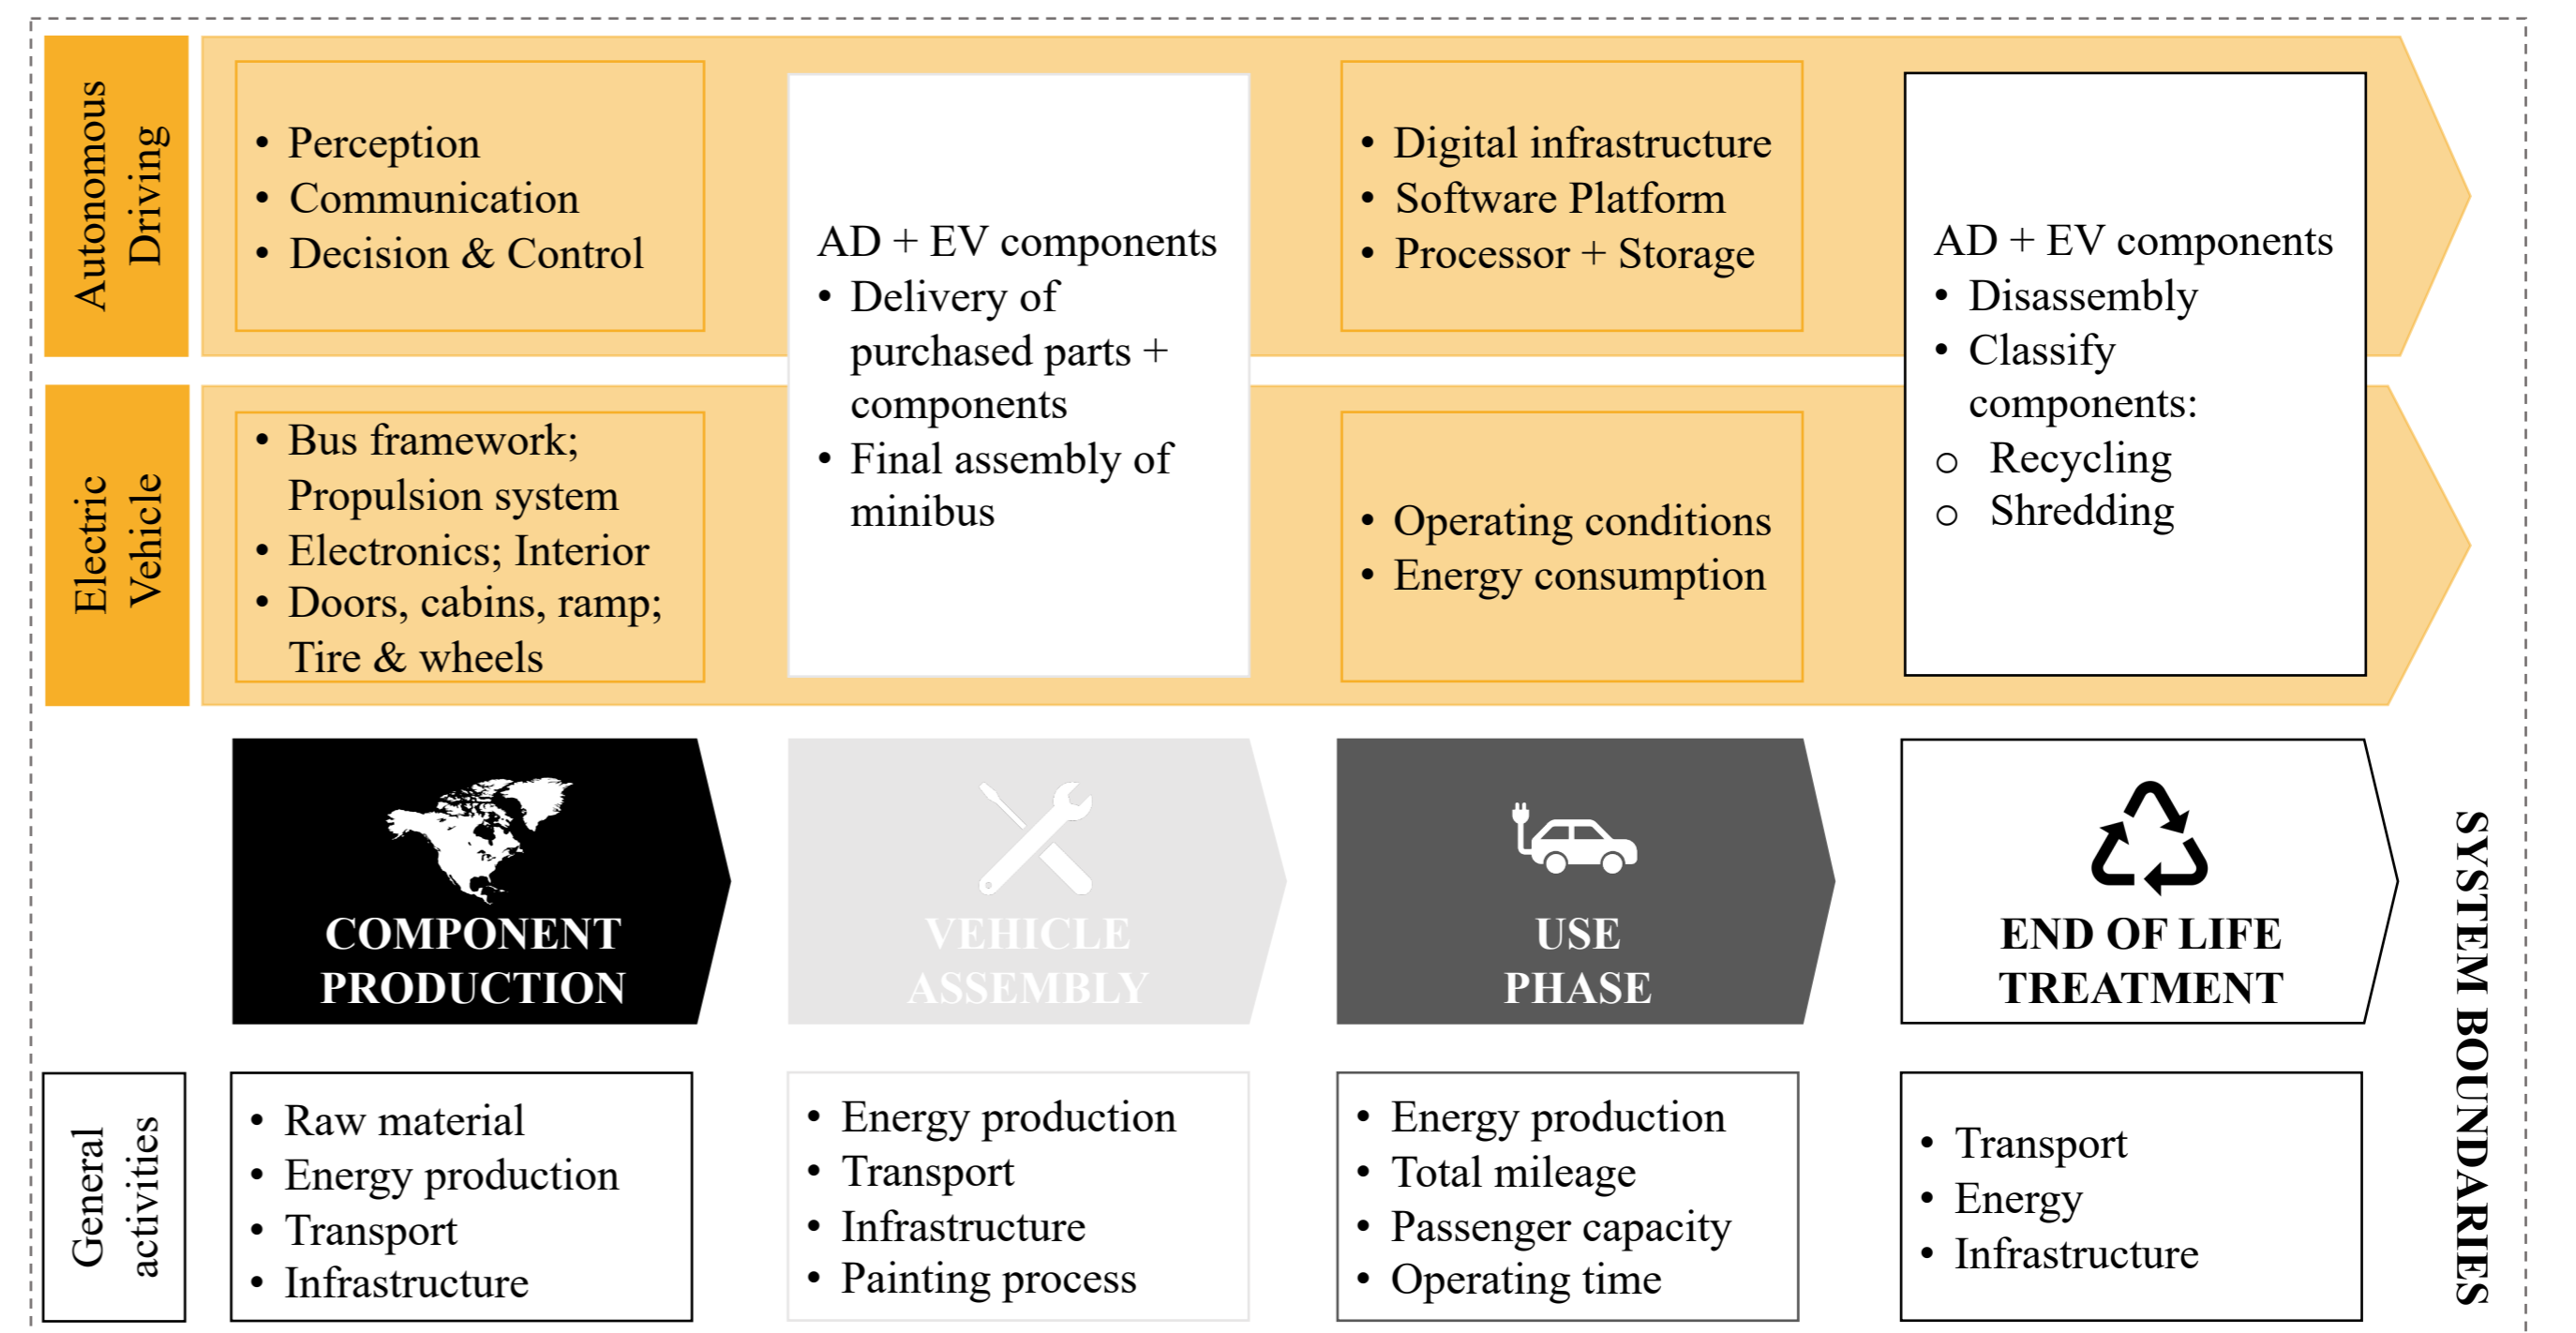 Autonomous
Driving
• Perception
• Communication
• Decision & Control
AD + EV components
• Delivery of
purchased parts +
components
• Final assembly of
minibus
• Digital infrastructure
• Software Platform
• Processor + Storage
AD + EV components
• Disassembly
• Classify
components:
o Recycling
o Shredding
Electric
Vehicle
• Bus framework;
Propulsion system
• Electronics; Interior
• Doors, cabins, ramp;
Tire & wheels
• Operating conditions
• Energy consumption
COMPONENT
PRODUCTION
VEHICLE
ASSEMBLY
USE
PHASE
END OF LIFE
TREATMENT
SYSTEM BOUNDARIES
General
activities
• Raw material
• Energy production
• Transport
• Infrastructure
• Energy production
• Transport
• Infrastructure
• Painting process
• Energy production
• Total mileage
• Passenger capacity
• Operating time
• Transport
• Energy
• Infrastructure